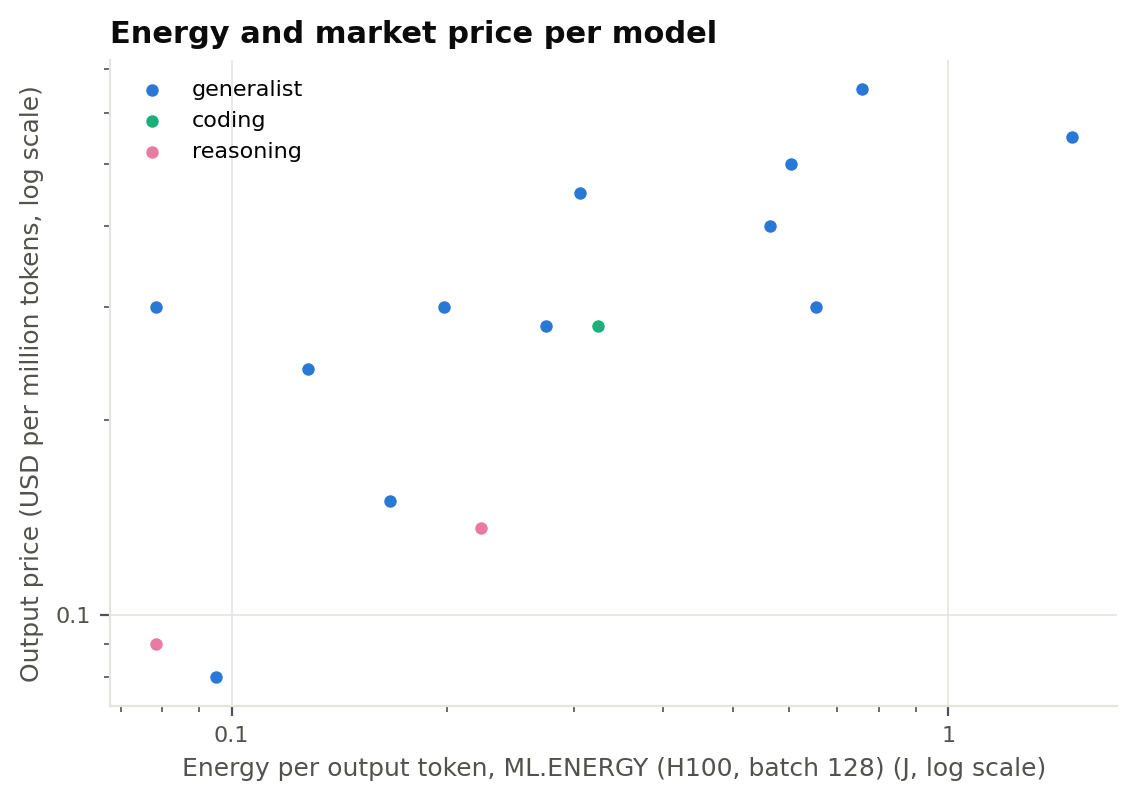 Energy and market price per model
generalist
coding
reasoning
Output price (USD per million tokens, log scale)
0.1
0.1
1
Energy per output token, ML.ENERGY (H100, batch 128) (J, log scale)